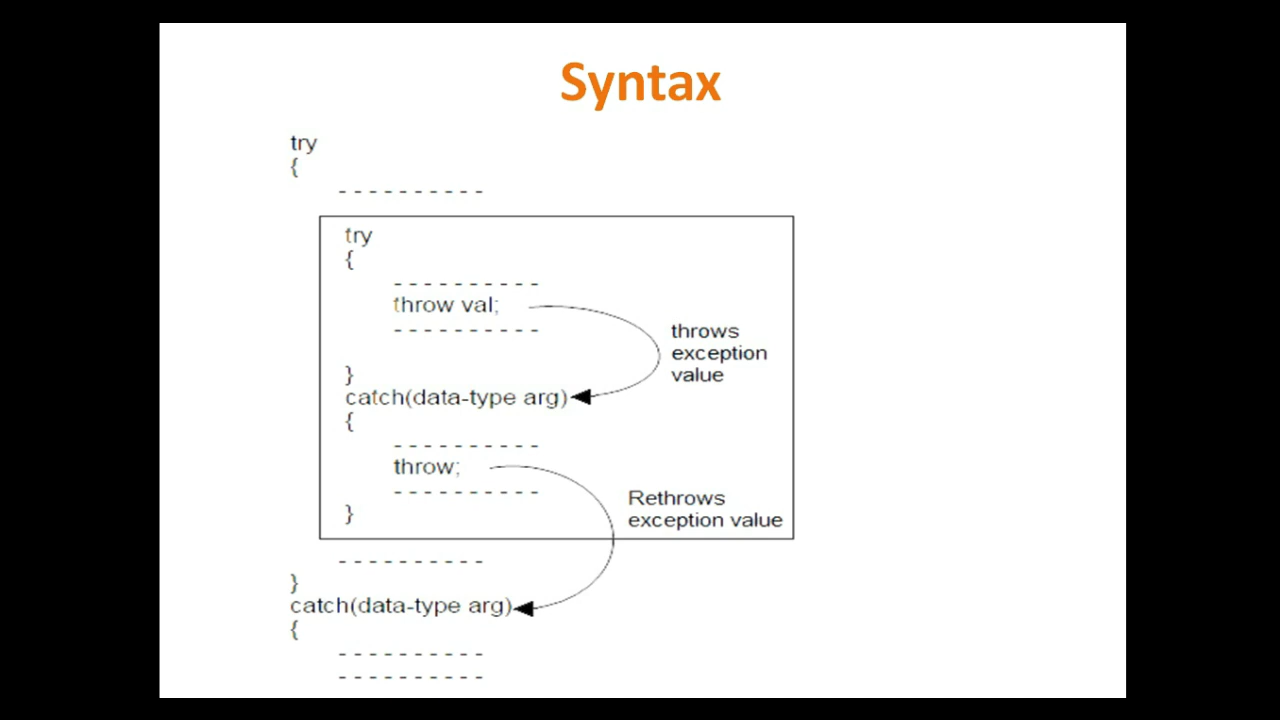 Syntax
try
{
- - - - - - - - - -
try
{
- - - - - - - - - -
throw val;
- - - - - - - - - -
throws
exception
value
}
catch(data-type arg)
{
- - - - - - - - - -
throw;
- - - - - - - - - -
Rethrows
exception value
}
- - - - - - - - - -
}
catch(data-type arg)
{
- - - - - - - - - -
- - - - - - - - - -